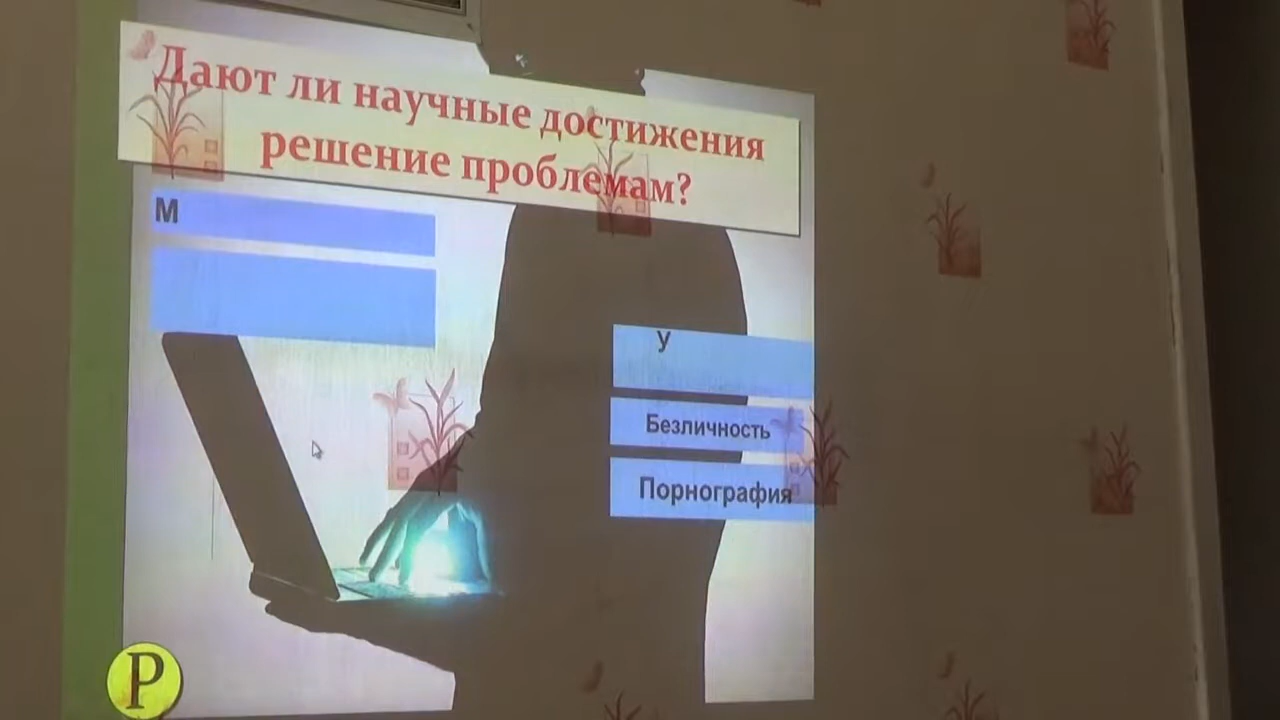 Дают ли научные достижения
решение проблемам?
М
У
Безличность
Порнография
Р